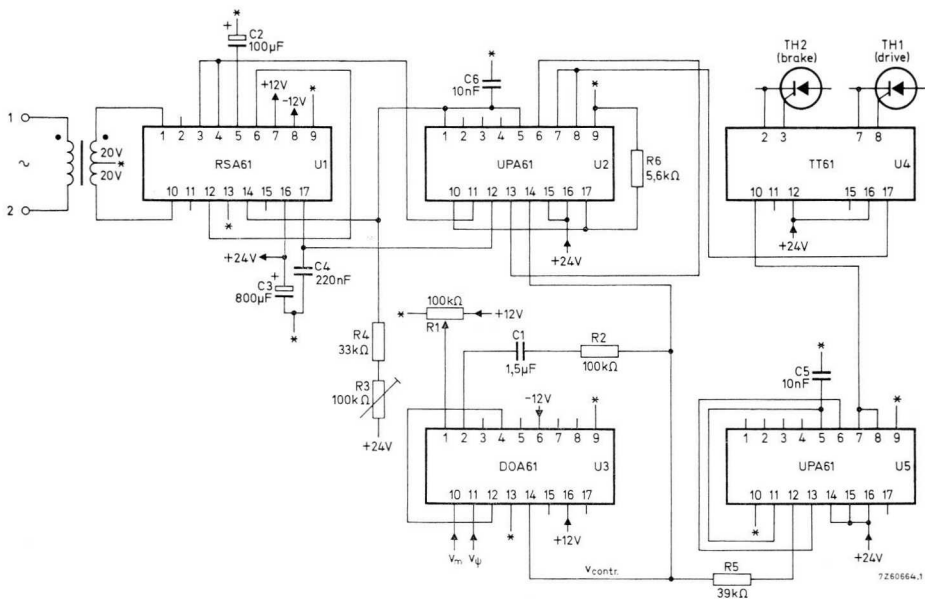 *
+
C2
100µF
*
TH2
(brake)
TH1
(drive)
+12V
-12V
*
C6
10nF
*
1
2
∼
20V
*
20V
1 2 3 4 5 6 7 8 9
RSA61 U1
10 11 12 13 14 15 16 17
*
1 2 3 4 5 6 7 8 9
UPA61 U2
10 11 12 13 14 15 16 17
R6
5,6kΩ
2 3 7 8
TT61 U4
10 11 12 15 16 17
+24V
+24V
+24V
+
C3
800µF
C4
220nF
*
R4
33kΩ
R3
100kΩ
+24V
100kΩ
*
R1
+12V
C1
1,5µF
R2
100kΩ
*
C5
10nF
-12V
*
*
1 2 3 4 5 6 7 8 9
DOA61 U3
10 11 12 13 14 15 16 17
vm vψ
*
+12V
1 2 3 4 5 6 7 8 9
UPA61 U5
10 11 12 13 14 15 16 17
*
+24V
vcontr.
R5
39kΩ
7Z60664.1